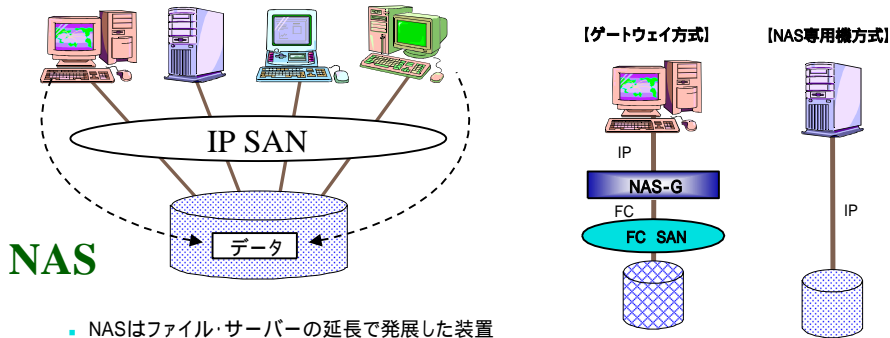 【ゲートウェイ方式】
【NAS専用機方式】
IP SAN
IP
NAS-G
FC
FC SAN
IP
データ
NAS
▪ NASはファイル･サーバーの延長で発展した装置